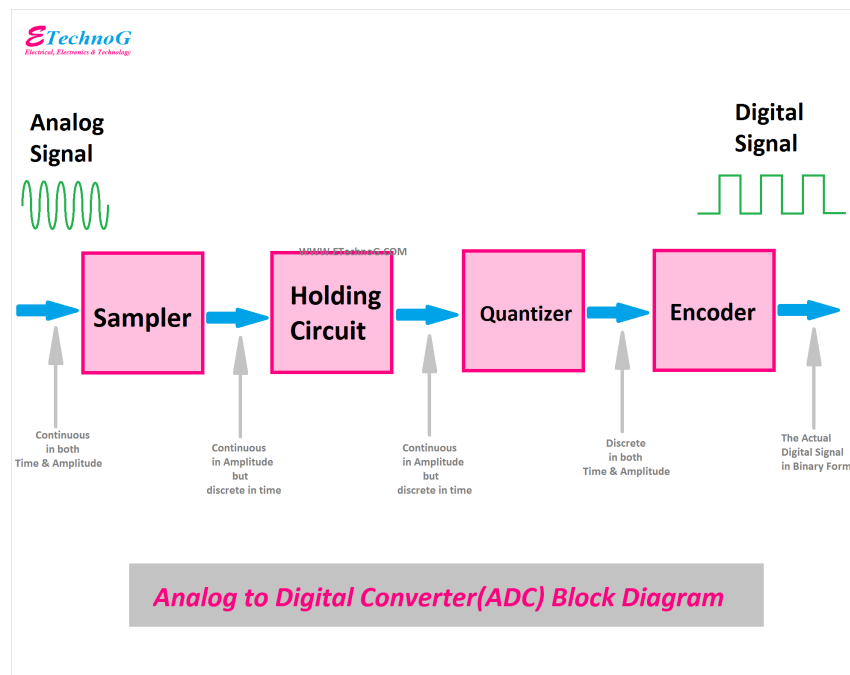 ETechnoG
Electrical, Electronics & Technology
Analog
Signal
Digital
Signal
WWW.ETechnoG.COM
Sampler
Holding
Circuit
Quantizer
Encoder
Continuous
in both
Time & Amplitude
Continuous
in Amplitude
but
discrete in time
Continuous
in Amplitude
but
discrete in time
Discrete
in both
Time & Amplitude
The Actual
Digital Signal
in Binary Form
Analog to Digital Converter(ADC) Block Diagram